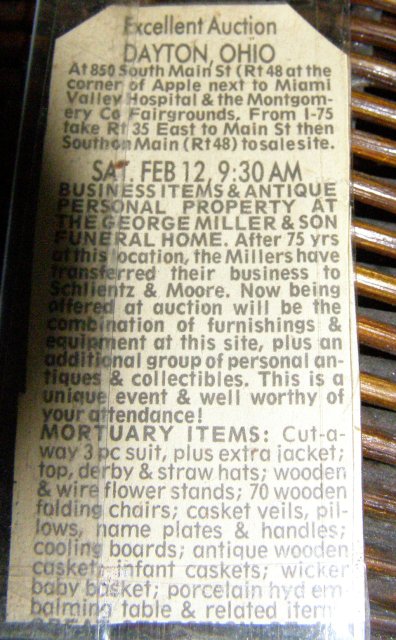 Excellent Auction
DAYTON, OHIO
At 850 South Main St (Rt 48 at the
corner of Apple next to Miami
Valley Hospital & the Montgom-
ery Co Fairgrounds. From I-75
take Rt 35 East to Main St then
South on Main (Rt 48) to salesite.
SAT. FEB 12, 9:30 AM
BUSINESS ITEMS & ANTIQUE
PERSONAL PROPERTY AT
THE GEORGE MILLER & SON
FUNERAL HOME. After 75 yrs
at this location, the Millers have
transferred their business to
Schlientz & Moore. Now being
offered at auction will be the
combination of furnishings &
equipment at this site, plus an
additional group of personal an-
tiques & collectibles. This is a
unique event & well worthy of
your attendance!
MORTUARY ITEMS: Cut-a-
way 3 pc suit, plus extra jacket;
top, derby & straw hats; wooden
& wire flower stands; 70 wooden
folding chairs; casket veils, pil-
lows, name plates & handles;
cooling boards; antique wooden
casket; infant caskets; wicker
baby basket; porcelain hyd em-
balming table & related item